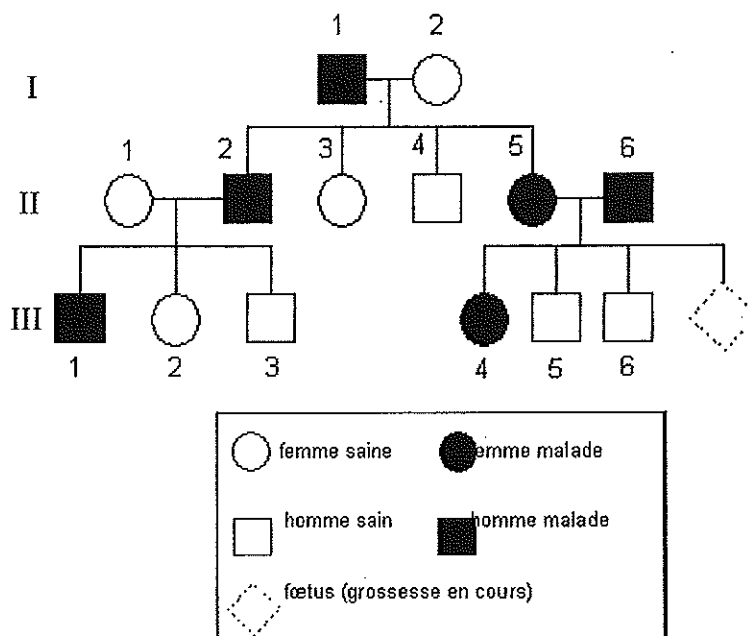 1 2
I
1 2 3 4 5 6
II
III
1 2 3 4 5 6
femme saine
emme malade
homme sain
homme malade
fœtus (grossesse en cours)